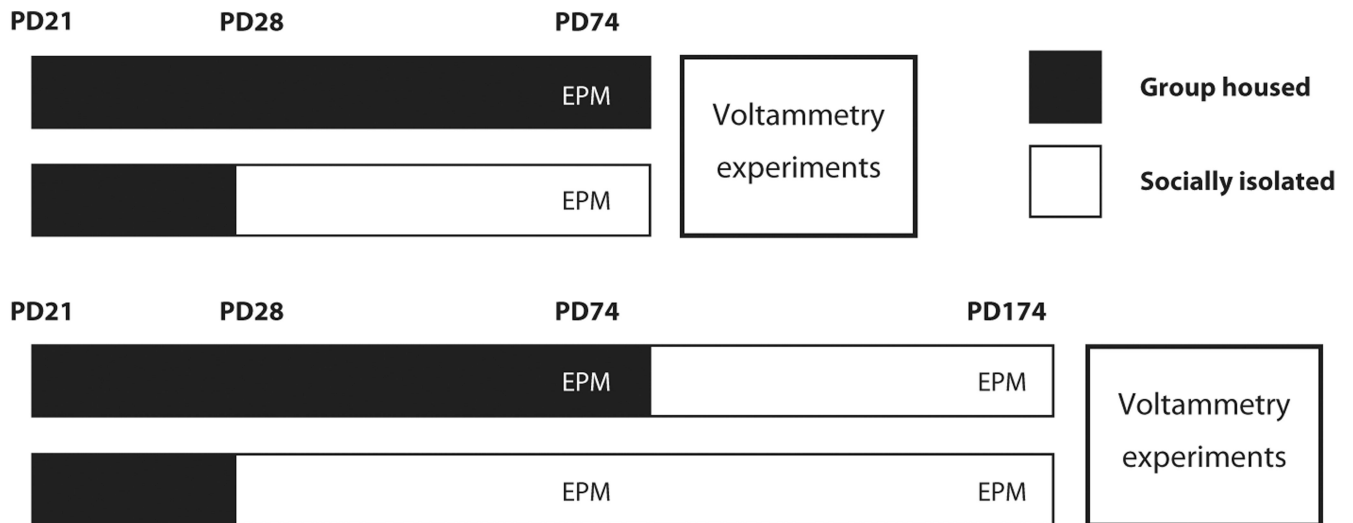 PD21 PD28 PD74
EPM
Voltammetry
experiments
EPM
Group housed
Socially isolated
PD21 PD28 PD74 PD174
EPM EPM
Voltammetry
experiments
EPM EPM